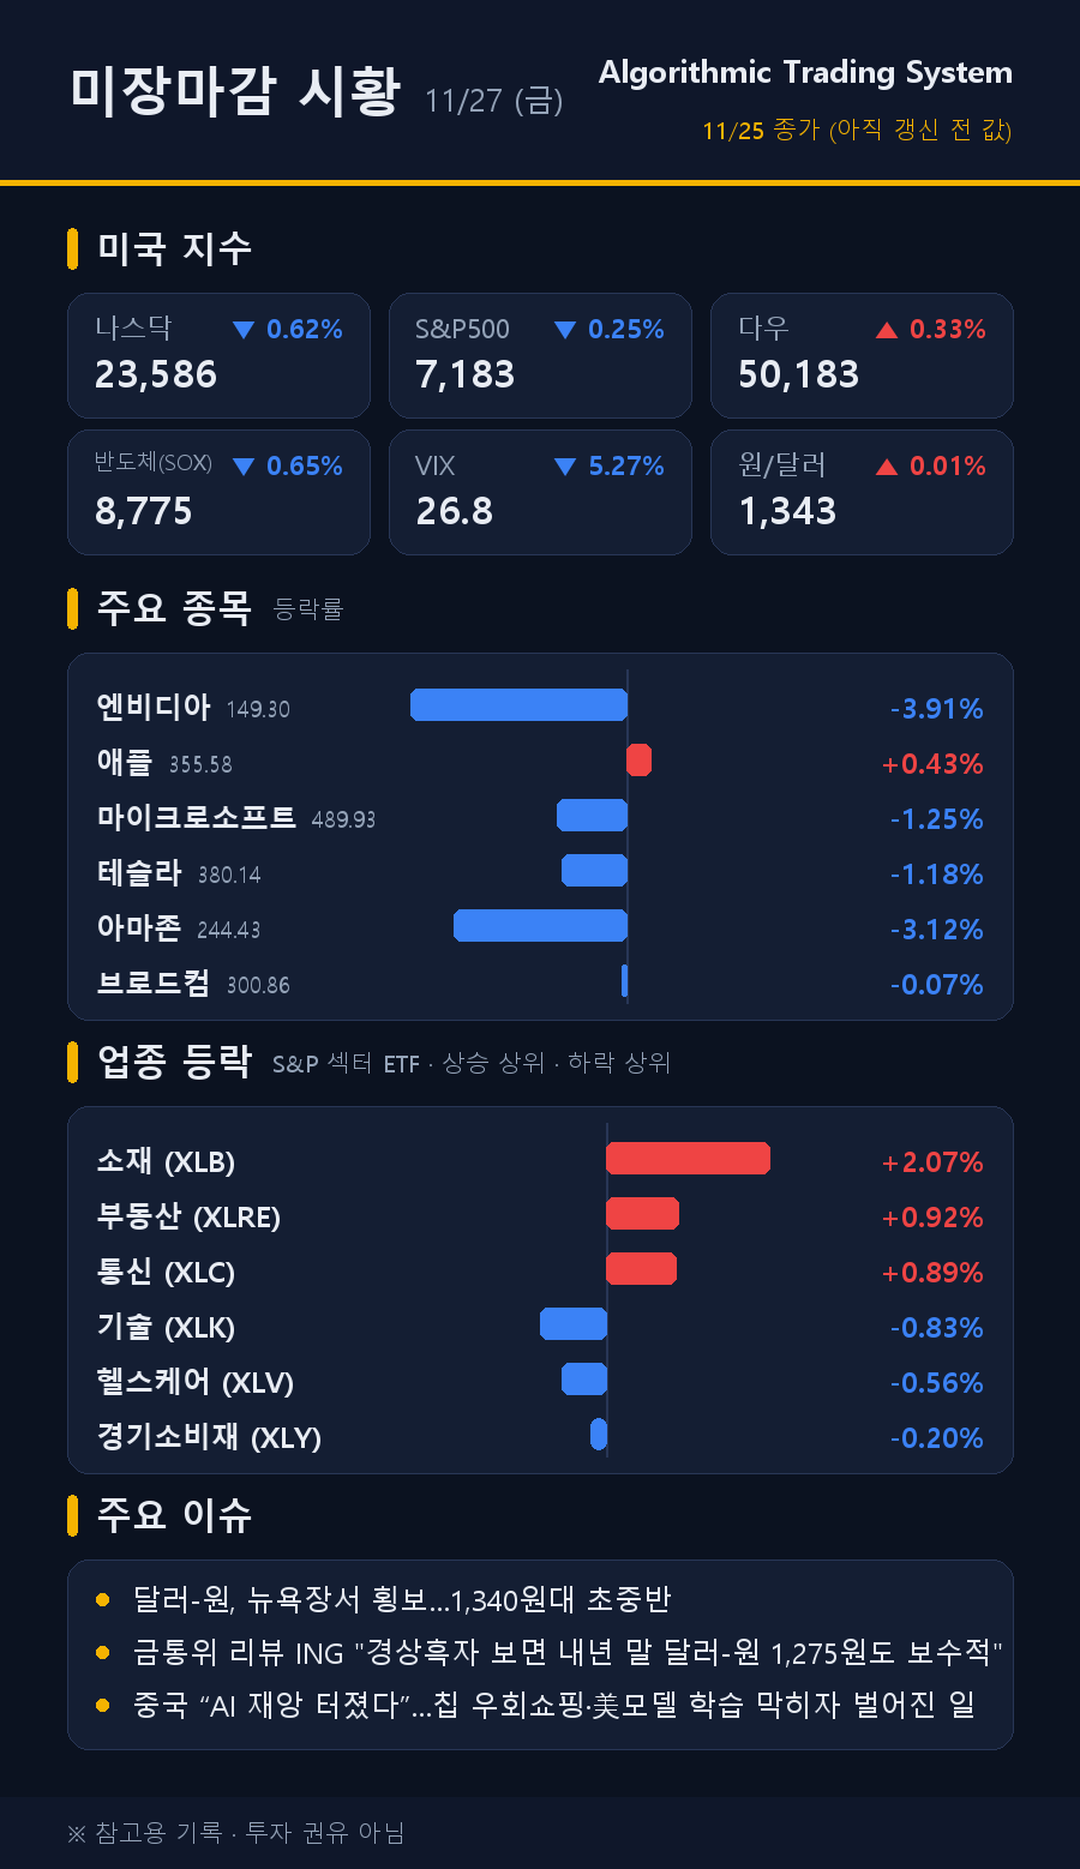 미장마감 시황 11/27 (금)
Algorithmic Trading System
11/25 종가 (아직 갱신 전 값)
미국 지수
나스닥 ▼ 0.62%
23,586
S&P500 ▼ 0.25%
7,183
다우 ▲ 0.33%
50,183
반도체(SOX) ▼ 0.65%
8,775
VIX ▼ 5.27%
26.8
원/달러 ▲ 0.01%
1,343
주요 종목 등락률
엔비디아 149.30 -3.91%
애플 355.58 +0.43%
마이크로소프트 489.93 -1.25%
테슬라 380.14 -1.18%
아마존 244.43 -3.12%
브로드컴 300.86 -0.07%
업종 등락 S&P 섹터 ETF · 상승 상위 · 하락 상위
소재 (XLB) +2.07%
부동산 (XLRE) +0.92%
통신 (XLC) +0.89%
기술 (XLK) -0.83%
헬스케어 (XLV) -0.56%
경기소비재 (XLY) -0.20%
주요 이슈
달러-원, 뉴욕장서 횡보…1,340원대 초중반
금통위 리뷰 ING "경상흑자 보면 내년 말 달러-원 1,275원도 보수적"
중국 “AI 재앙 터졌다”…칩 우회쇼핑·美모델 학습 막히자 벌어진 일
※ 참고용 기록 · 투자 권유 아님